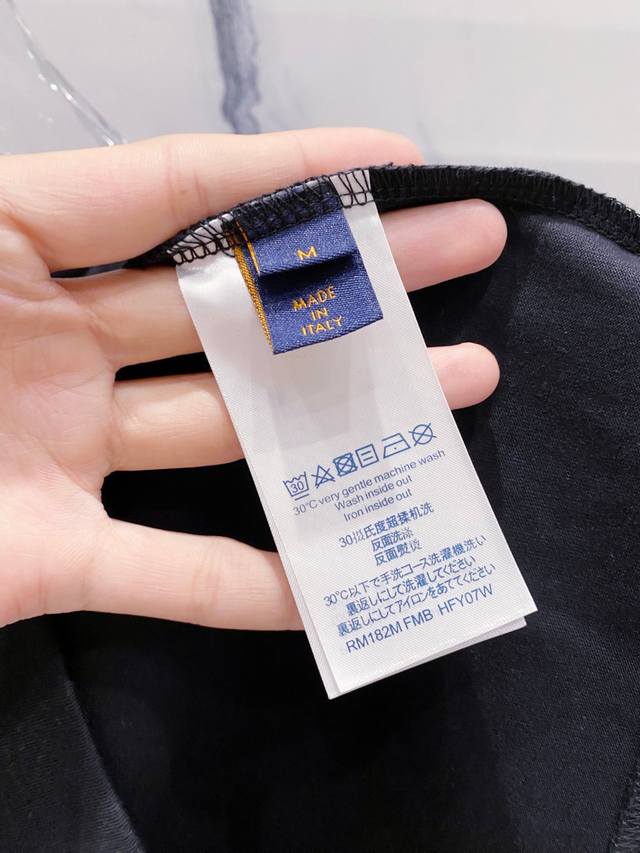 M
MADE
IN
ITALY
30
30℃ very gentle machine wash
Wash inside out
Iron inside out
30摄氏度超揉机洗
反面洗涤
反面熨烫
30℃以下で手洗コース洗濯機洗い
裏返しにして洗濯してください
裏返しにしてアイロンをあててください
RM182M FMB HFY07W